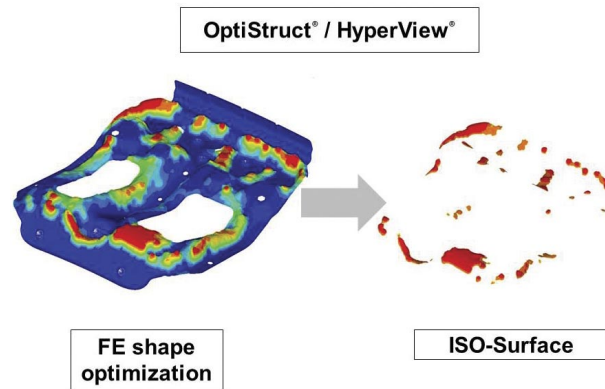 OptiStruct® / HyperView®
FE shape
optimization
ISO-Surface